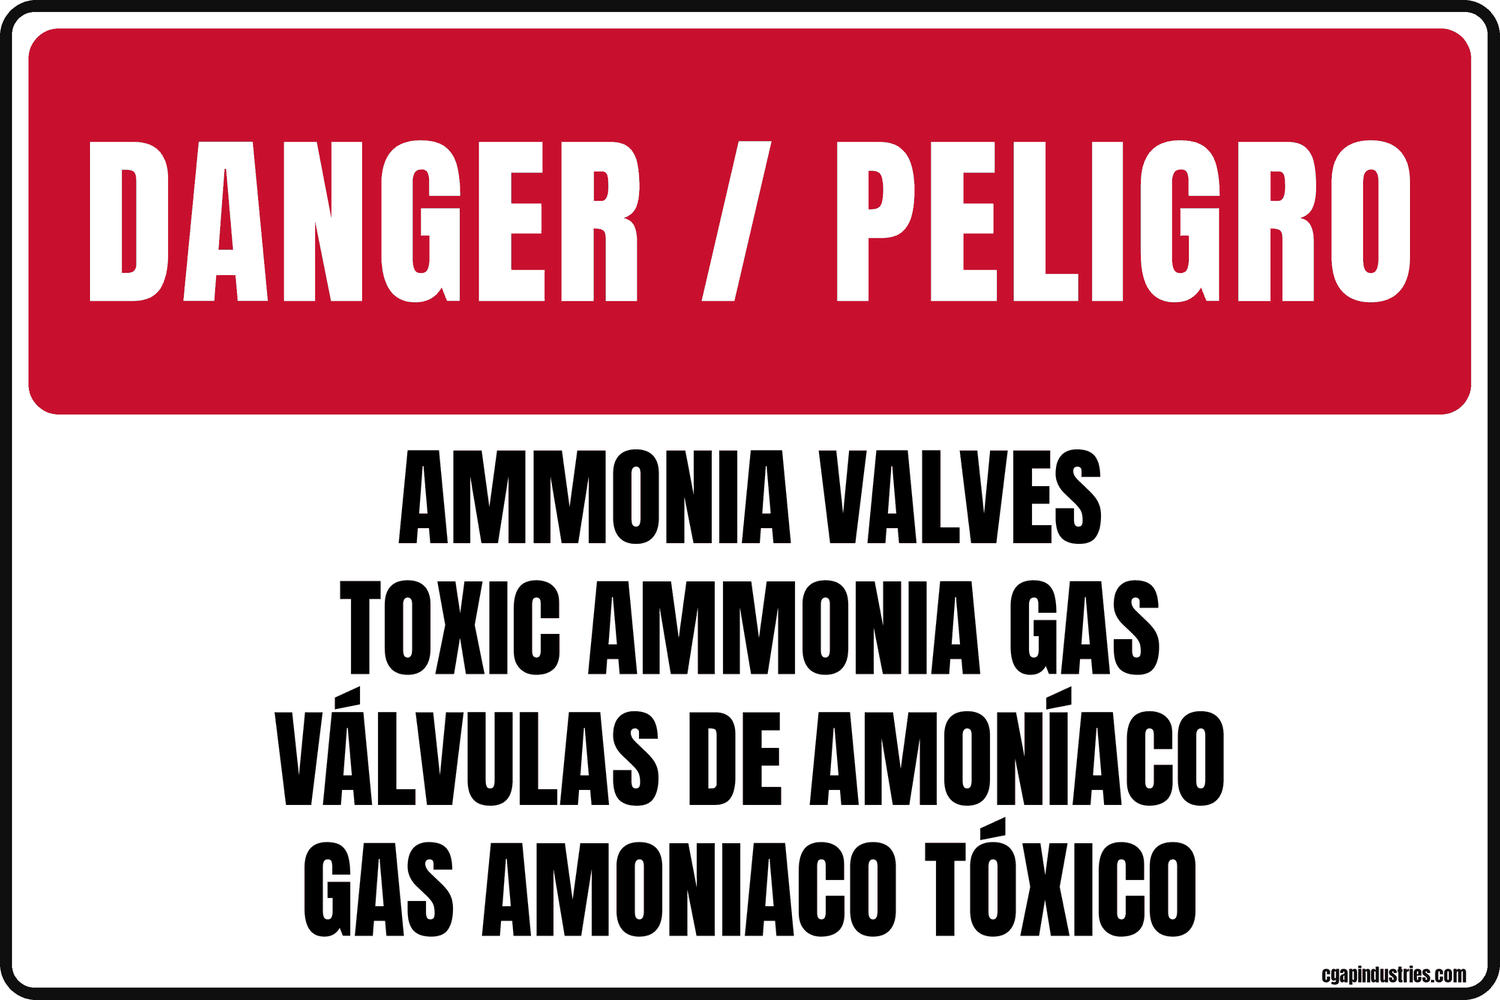 DANGER / PELIGRO
AMMONIA VALVES
TOXIC AMMONIA GAS
VÁLVULAS DE AMONÍACO
GAS AMONIACO TÓXICO
cgapindustries.com